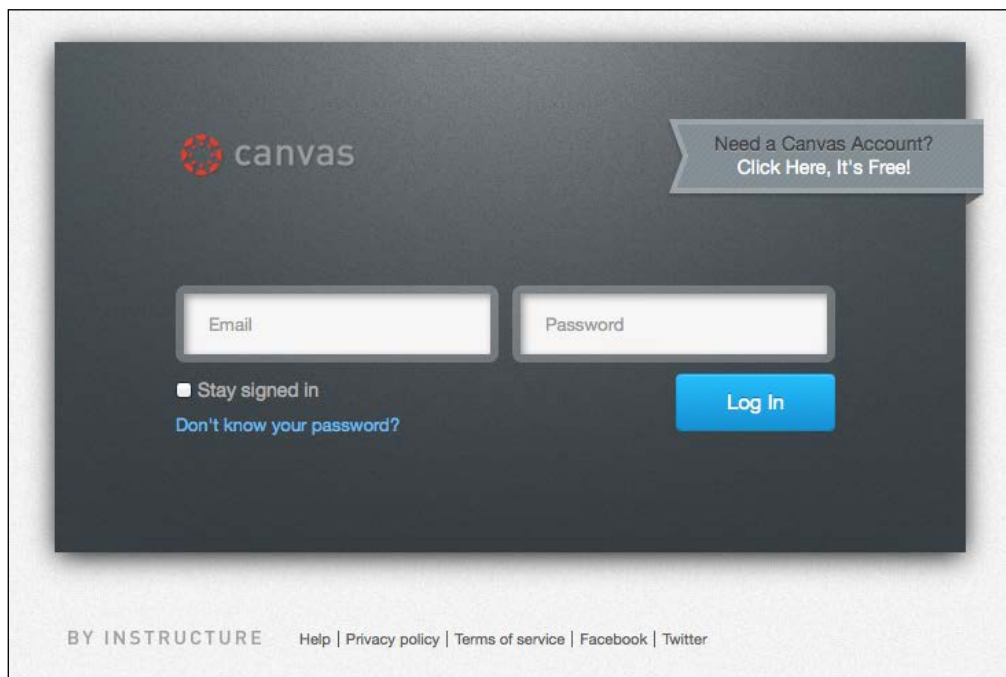 canvas
Need a Canvas Account?
Click Here, It's Free!
Email
Password
Stay signed in
Log In
Don't know your password?
BY INSTRUCTURE Help | Privacy policy | Terms of service | Facebook | Twitter